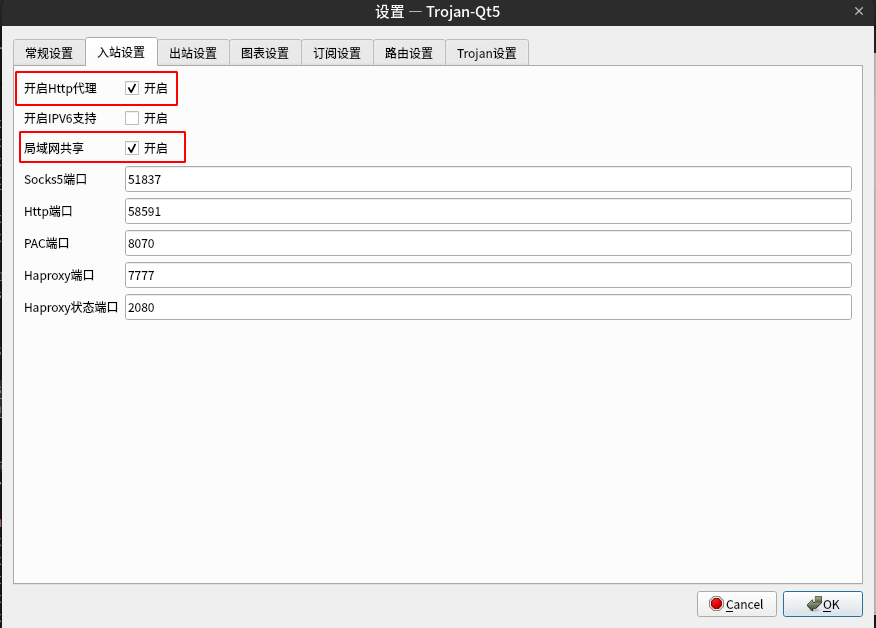 设置 — Trojan-Qt5
常规设置 入站设置 出站设置 图表设置 订阅设置 路由设置 Trojan设置
开启Http代理 开启
开启IPV6支持 开启
局域网共享 开启
Socks5端口 51837
Http端口 58591
PAC端口 8070
Haproxy端口 7777
Haproxy状态端口 2080
Cancel OK